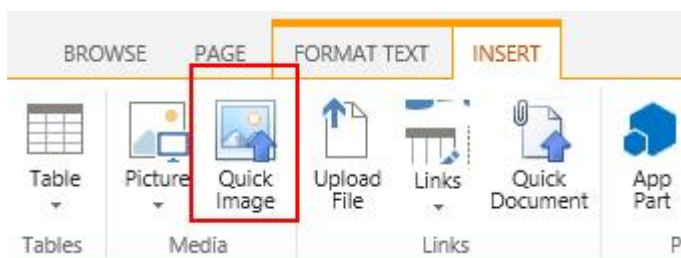 BROWSE PAGE FORMAT TEXT INSERT
Table Picture Quick Image Upload File Links Quick Document App Part
Tables Media Links P